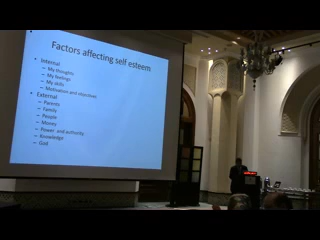 Factors affecting self esteem
• Internal
– My thoughts
– My feelings
– My skills
– Motivation and objectives
• External
– Parents
– Family
– People
– Money
– Power and authority
– Knowledge
– God